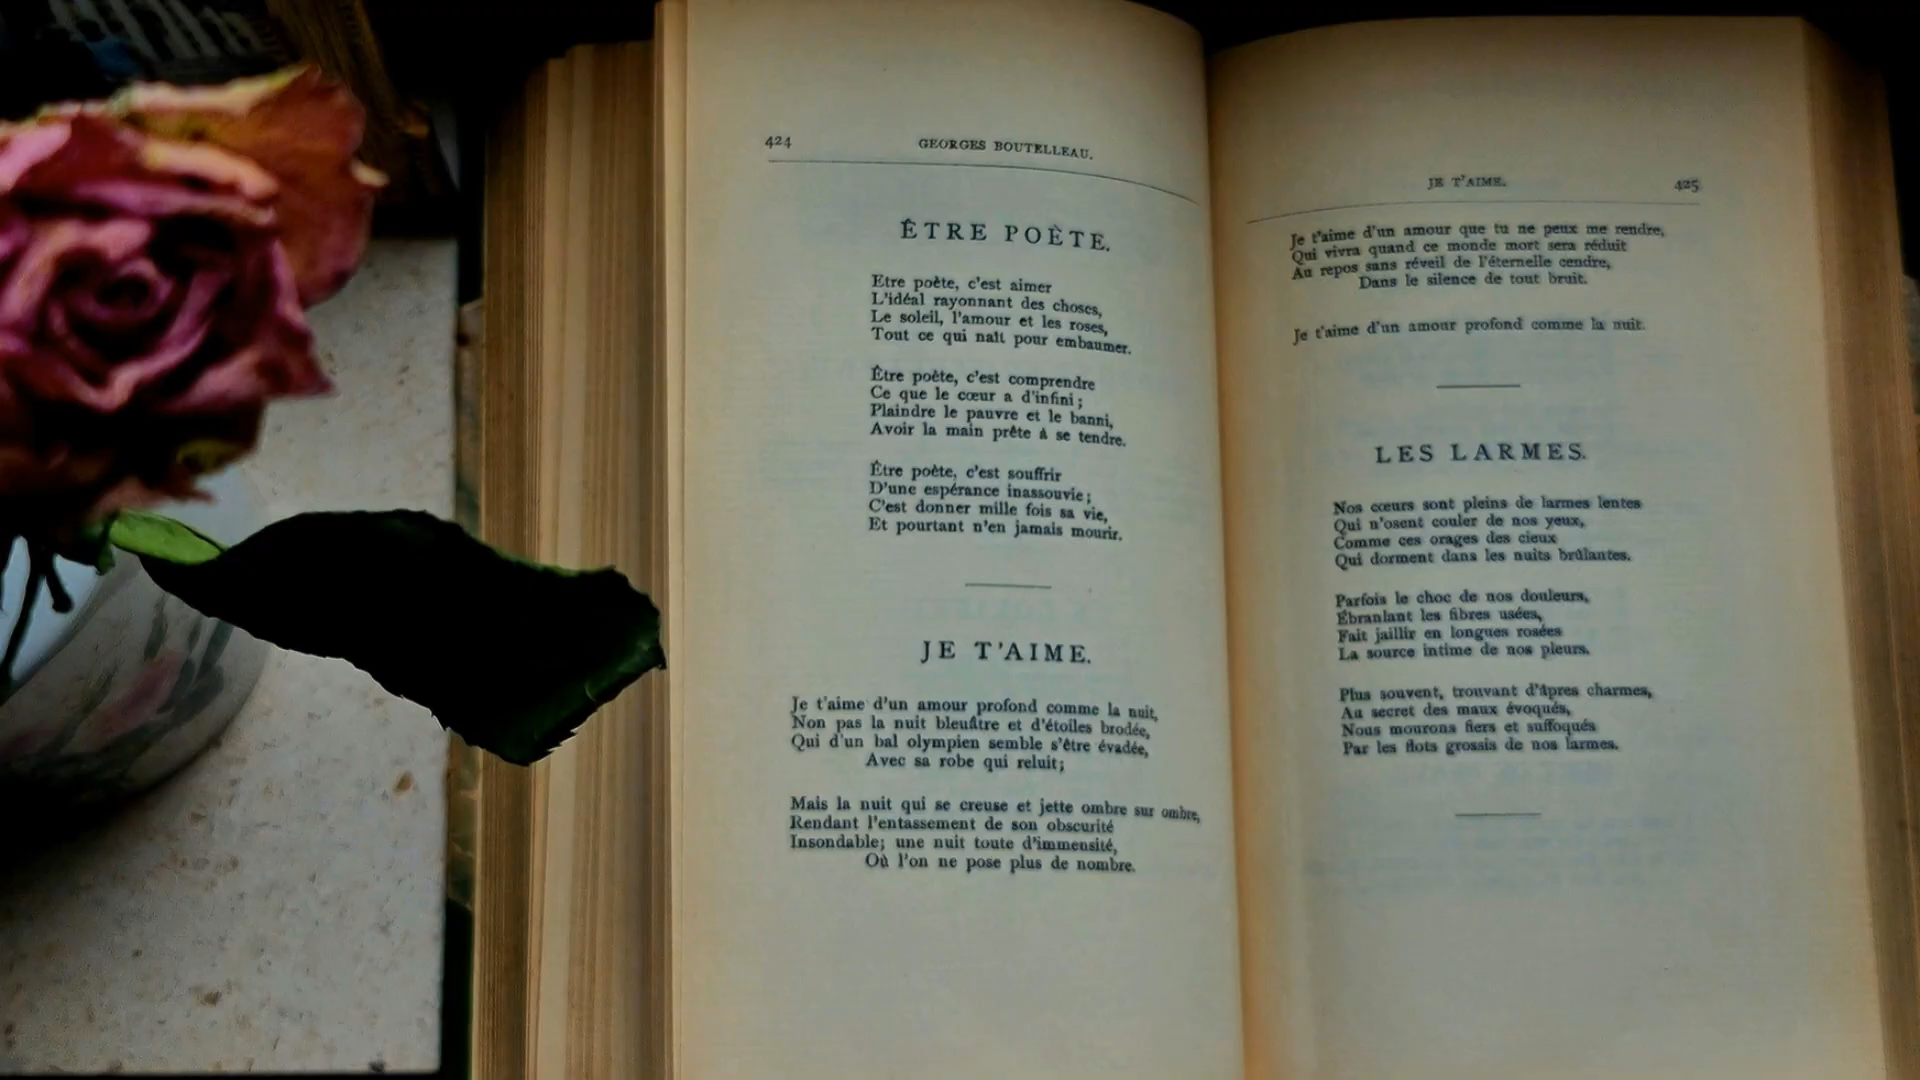 424
GEORGES BOUTELLEAU.
ÊTRE POÈTE.
Etre poète, c'est aimer
L'idéal rayonnant des choses,
Le soleil, l'amour et les roses,
Tout ce qui naît pour embaumer.
Être poète, c'est comprendre
Ce que le cœur a d'infini ;
Plaindre le pauvre et le banni,
Avoir la main prête à se tendre.
Être poète, c'est souffrir
D'une espérance inassouvie ;
C'est donner mille fois sa vie,
Et pourtant n'en jamais mourir.
JE T'AIME.
Je t'aime d'un amour profond comme la nuit,
Non pas la nuit bleuâtre et d'étoiles brodée,
Qui d'un bal olympien semble s'être évadée,
Avec sa robe qui reluit ;
Mais la nuit qui se creuse et jette ombre sur ombre,
Rendant l'entassement de son obscurité
Insondable ; une nuit toute d'immensité,
Où l'on ne pose plus de nombre.
JE T'AIME.
425
Je t'aime d'un amour que tu ne peux me rendre,
Qui vivra quand ce monde mort sera réduit
Au repos sans réveil de l'éternelle cendre,
Dans le silence de tout bruit.
Je t'aime d'un amour profond comme la nuit.
LES LARMES.
Nos cœurs sont pleins de larmes lentes
Qui n'osent couler de nos yeux,
Comme ces orages des cieux
Qui dorment dans les nuits brûlantes.
Parfois le choc de nos douleurs,
Ébranlant les fibres usées,
Fait jaillir en longues rosées
La source intime de nos pleurs.
Plus souvent, trouvant d'âpres charmes,
Au secret des maux évoqués,
Nous mourons fiers et suffoqués
Par les flots grossis de nos larmes.